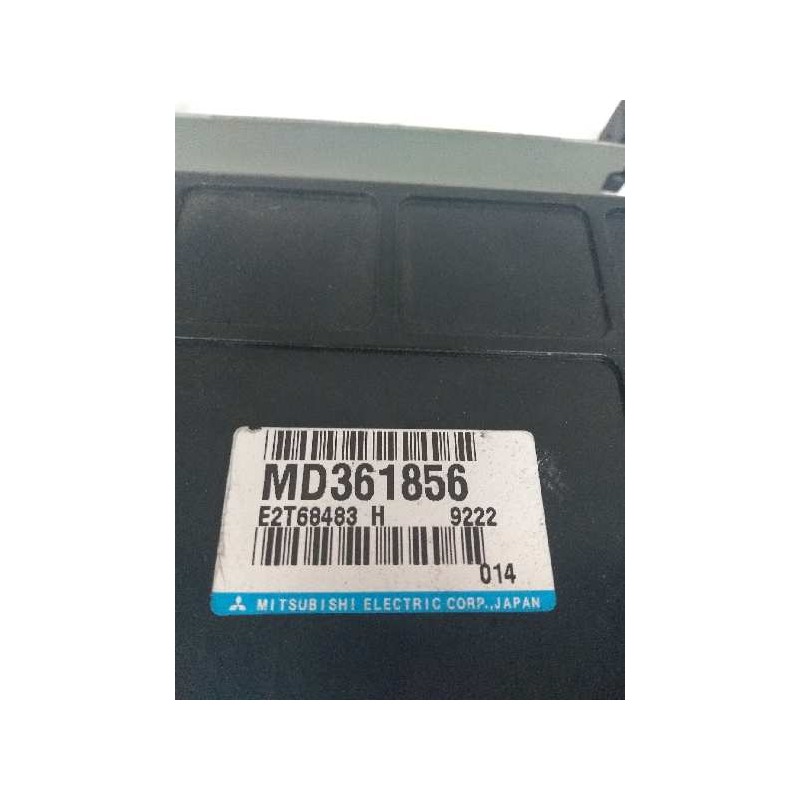 MD361856
E2T68483 H 9222
014
MITSUBISHI ELECTRIC CORP.,JAPAN